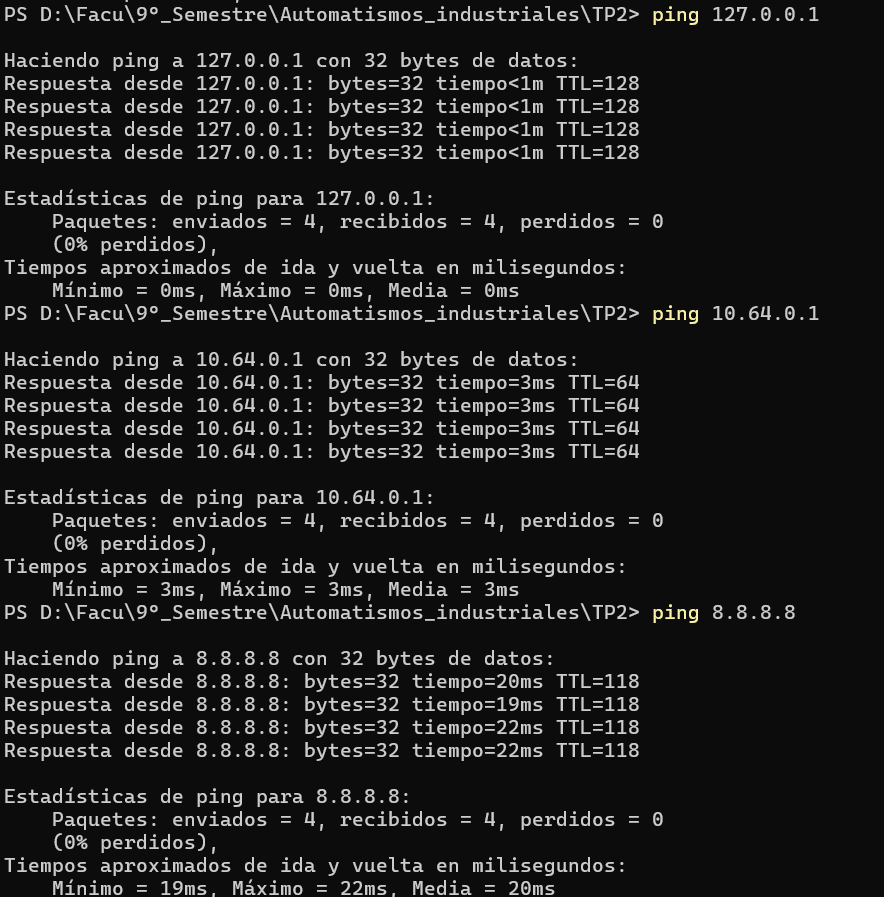 PS D:\Facu\9°_Semestre\Automatismos_industriales\TP2> ping 127.0.0.1
Haciendo ping a 127.0.0.1 con 32 bytes de datos:
Respuesta desde 127.0.0.1: bytes=32 tiempo<1m TTL=128
Respuesta desde 127.0.0.1: bytes=32 tiempo<1m TTL=128
Respuesta desde 127.0.0.1: bytes=32 tiempo<1m TTL=128
Respuesta desde 127.0.0.1: bytes=32 tiempo<1m TTL=128
Estadísticas de ping para 127.0.0.1:
Paquetes: enviados = 4, recibidos = 4, perdidos = 0
(0% perdidos),
Tiempos aproximados de ida y vuelta en milisegundos:
Mínimo = 0ms, Máximo = 0ms, Media = 0ms
PS D:\Facu\9°_Semestre\Automatismos_industriales\TP2> ping 10.64.0.1
Haciendo ping a 10.64.0.1 con 32 bytes de datos:
Respuesta desde 10.64.0.1: bytes=32 tiempo=3ms TTL=64
Respuesta desde 10.64.0.1: bytes=32 tiempo=3ms TTL=64
Respuesta desde 10.64.0.1: bytes=32 tiempo=3ms TTL=64
Respuesta desde 10.64.0.1: bytes=32 tiempo=3ms TTL=64
Estadísticas de ping para 10.64.0.1:
Paquetes: enviados = 4, recibidos = 4, perdidos = 0
(0% perdidos),
Tiempos aproximados de ida y vuelta en milisegundos:
Mínimo = 3ms, Máximo = 3ms, Media = 3ms
PS D:\Facu\9°_Semestre\Automatismos_industriales\TP2> ping 8.8.8.8
Haciendo ping a 8.8.8.8 con 32 bytes de datos:
Respuesta desde 8.8.8.8: bytes=32 tiempo=20ms TTL=118
Respuesta desde 8.8.8.8: bytes=32 tiempo=19ms TTL=118
Respuesta desde 8.8.8.8: bytes=32 tiempo=22ms TTL=118
Respuesta desde 8.8.8.8: bytes=32 tiempo=22ms TTL=118
Estadísticas de ping para 8.8.8.8:
Paquetes: enviados = 4, recibidos = 4, perdidos = 0
(0% perdidos),
Tiempos aproximados de ida y vuelta en milisegundos:
Mínimo = 19ms, Máximo = 22ms, Media = 20ms